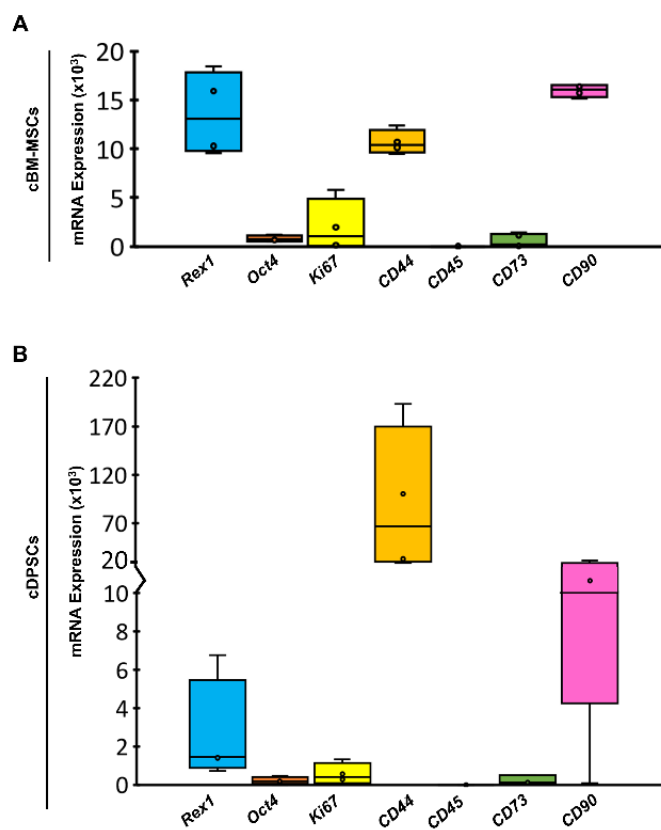 A
cBM-MSCs
mRNA Expression (x10³)
20
15
10
5
0
Rex1
Oct4
Ki67
CD44
CD45
CD73
CD90
B
cDPSCs
mRNA Expression (x10³)
220
170
120
70
20
10
8
6
4
2
0
Rex1
Oct4
Ki67
CD44
CD45
CD73
CD90